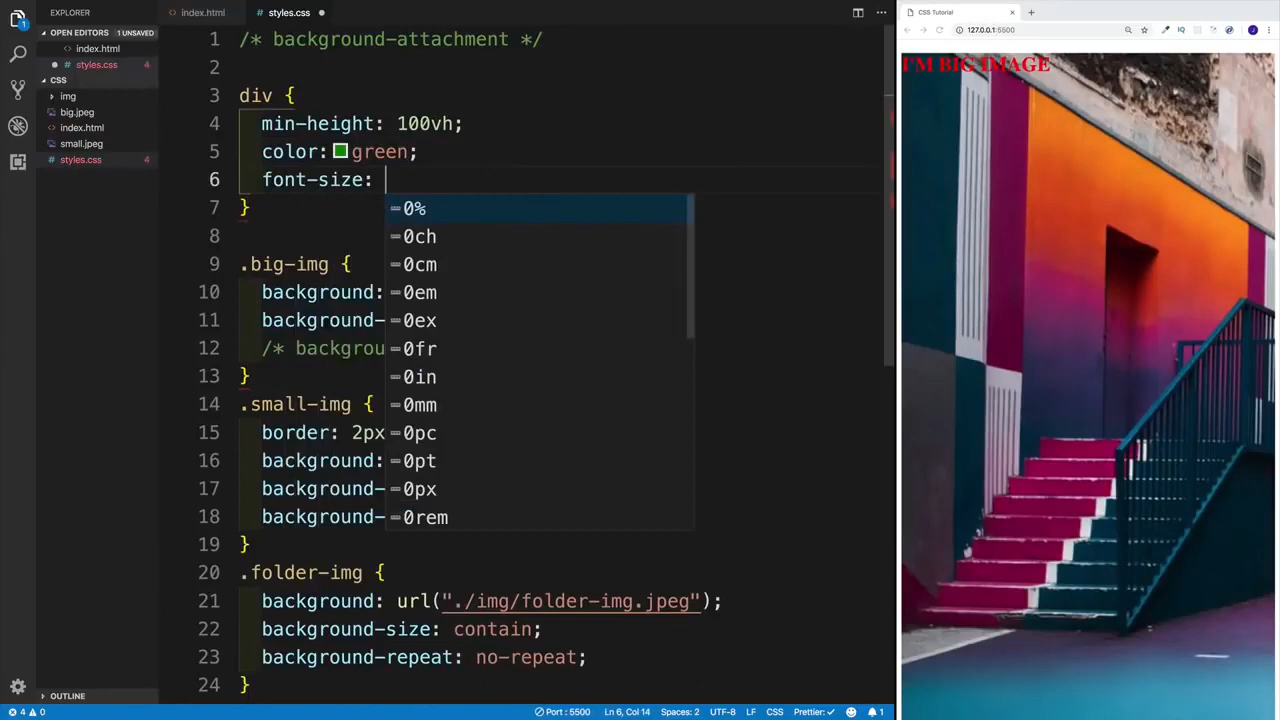 EXPLORER
OPEN EDITORS 1 UNSAVED
index.html
styles.css 4
CSS
img
big.jpeg
index.html
small.jpeg
styles.css 4
OUTLINE
index.html
styles.css
1 /* background-attachment */
2
3 div {
4 min-height: 100vh;
5 color: green;
6 font-size:
7 }
8
9 .big-img {
10 background:
11 background-
12 /* backgrou
13 }
14 .small-img {
15 border: 2px
16 background:
17 background-
18 background-
19 }
20 .folder-img {
21 background: url("./img/folder-img.jpeg");
22 background-size: contain;
23 background-repeat: no-repeat;
24 }
0%
0ch
0cm
0em
0ex
0fr
0in
0mm
0pc
0pt
0px
0rem
4 0
Port : 5500
Ln 6, Col 14
Spaces: 2
UTF-8
LF
CSS
Prettier: ✓
1
CSS Tutorial
127.0.0.1:5500
I'M BIG IMAGE